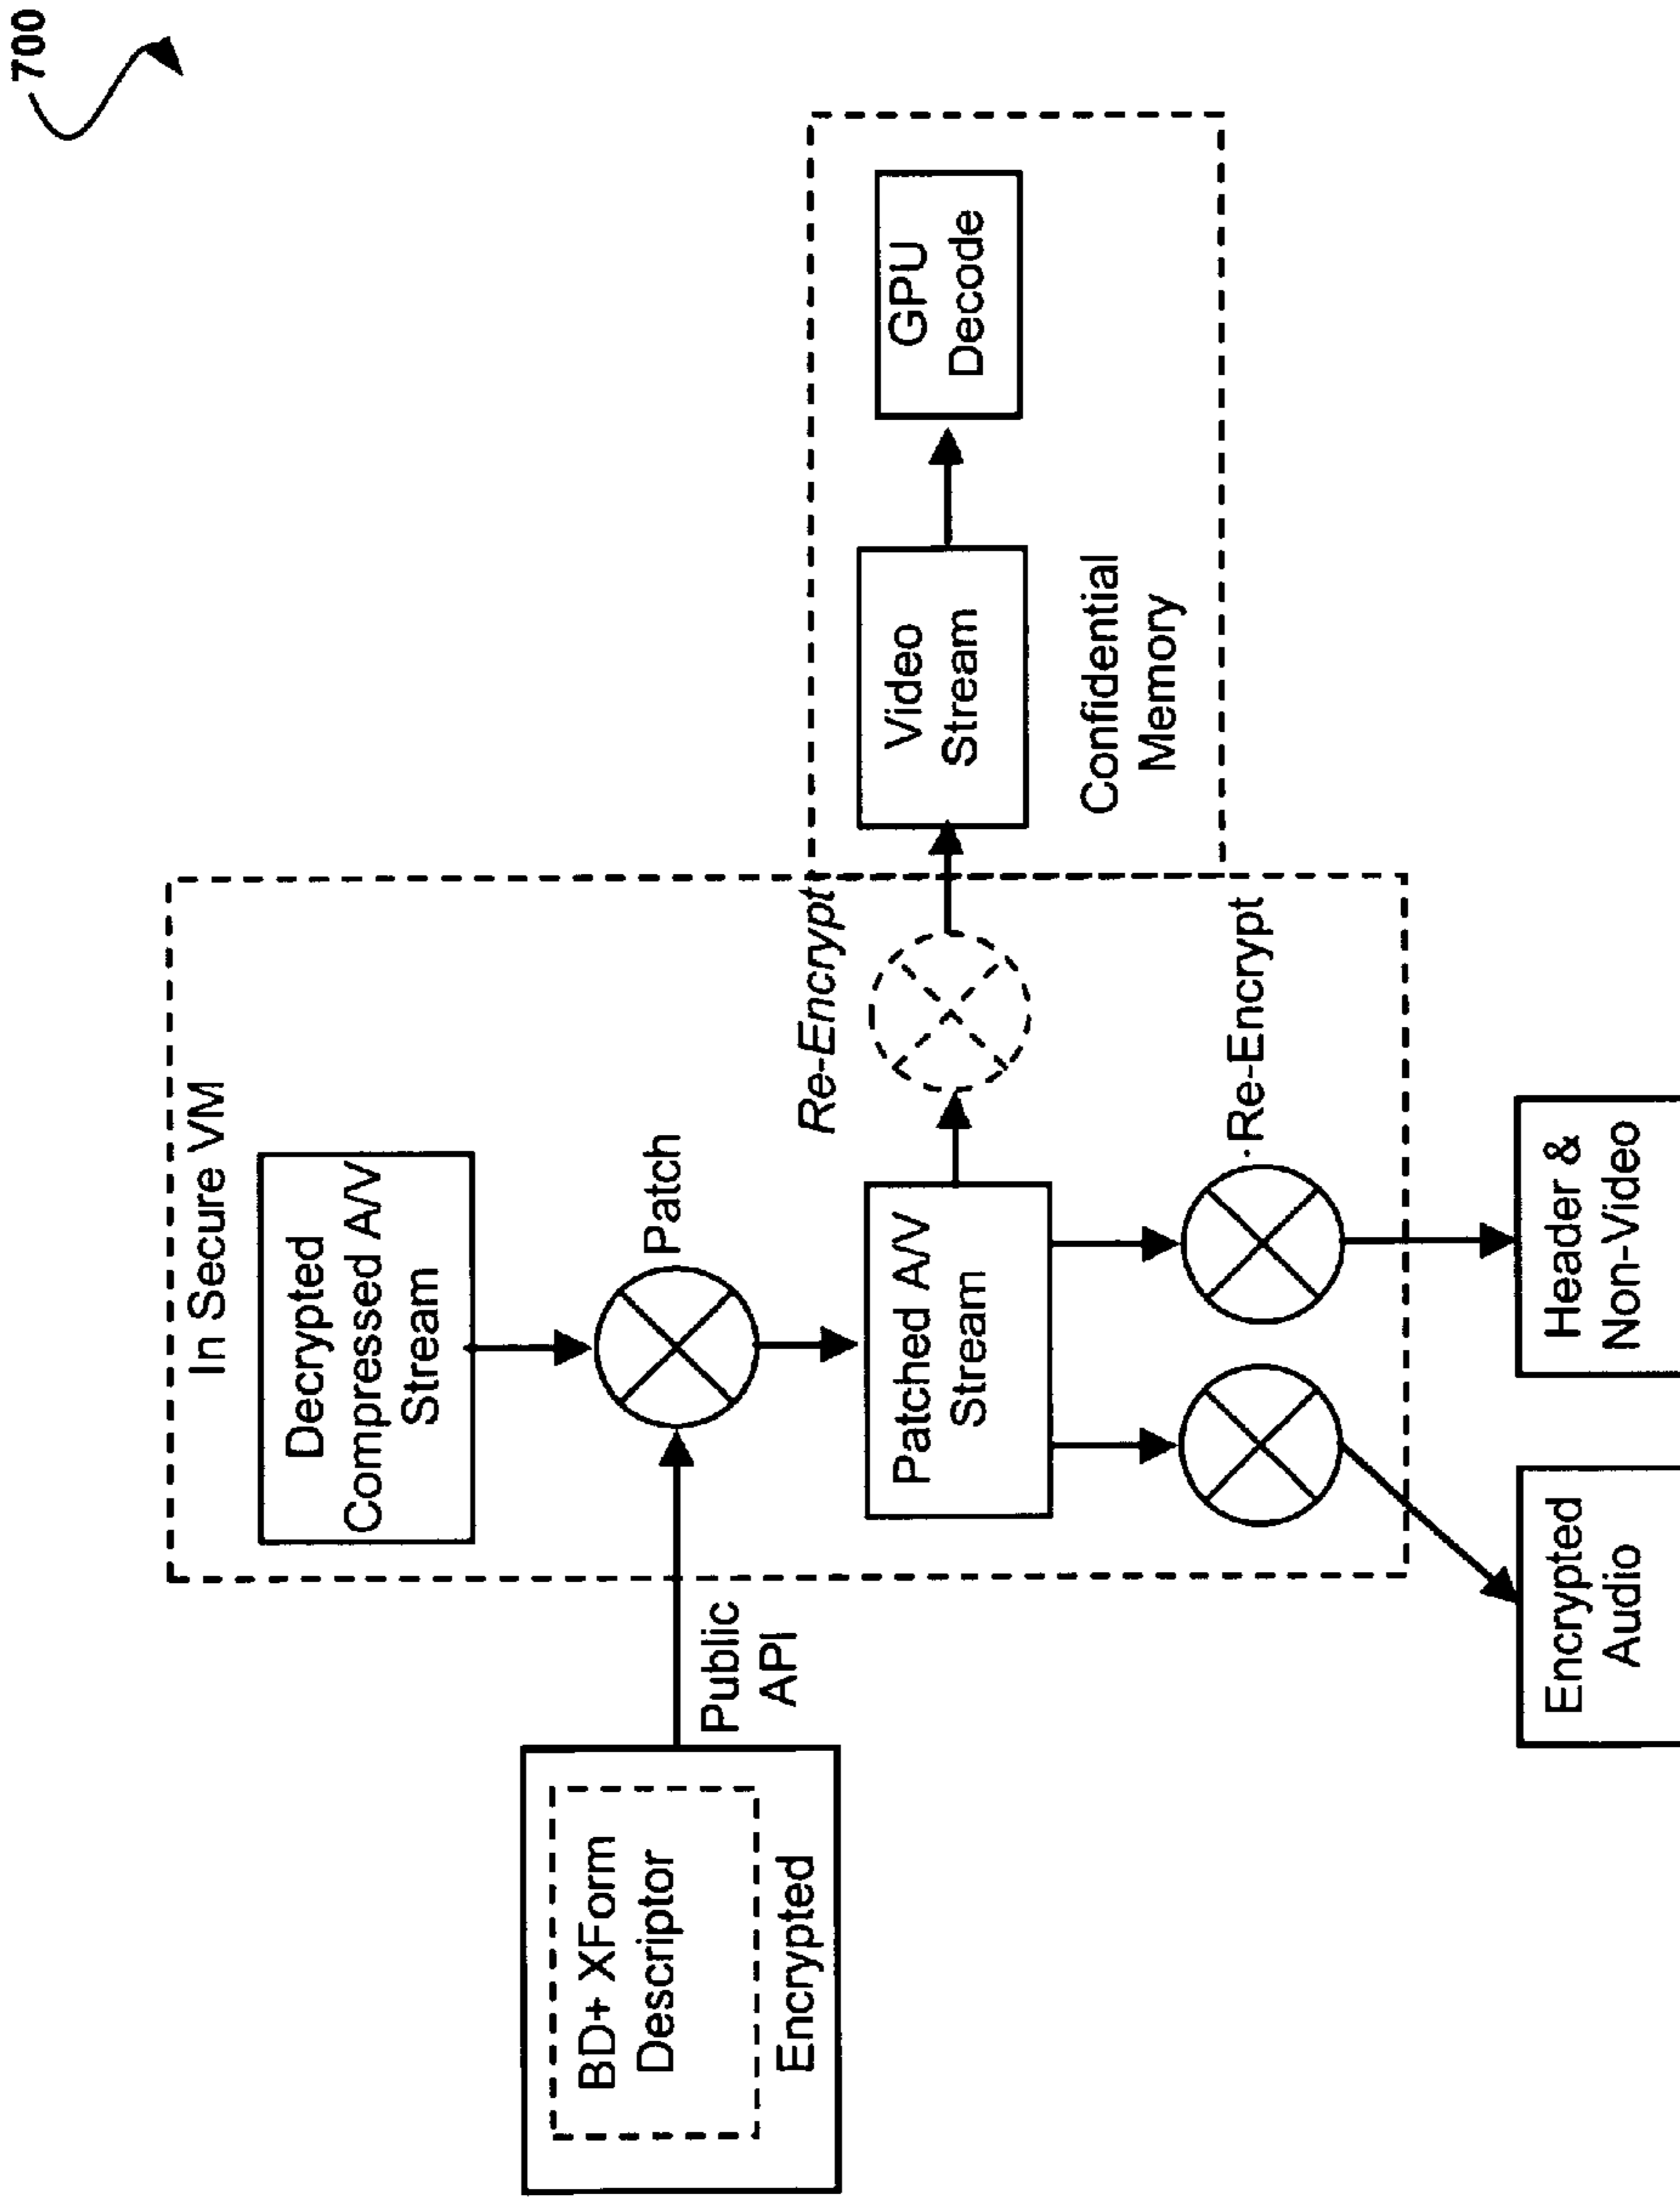 700
In Secure VM
Decrypted
Compressed A/V
Stream
Patch
BD+ XForm
Descriptor
Encrypted
Public
API
Patched A/V
Stream
Re-Encrypt
Video
Stream
GPU
Decode
Confidential
Memory
Re-Encrypt
Encrypted
Audio
Header &
Non-Video